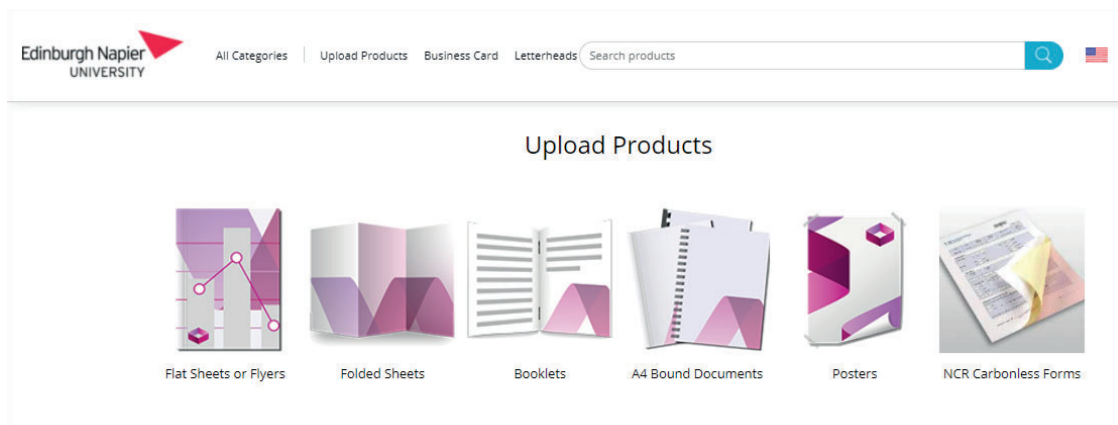 Edinburgh Napier
UNIVERSITY
All Categories
Upload Products
Business Card
Letterheads
Search products
Upload Products
Flat Sheets or Flyers
Folded Sheets
Booklets
A4 Bound Documents
Posters
NCR Carbonless Forms